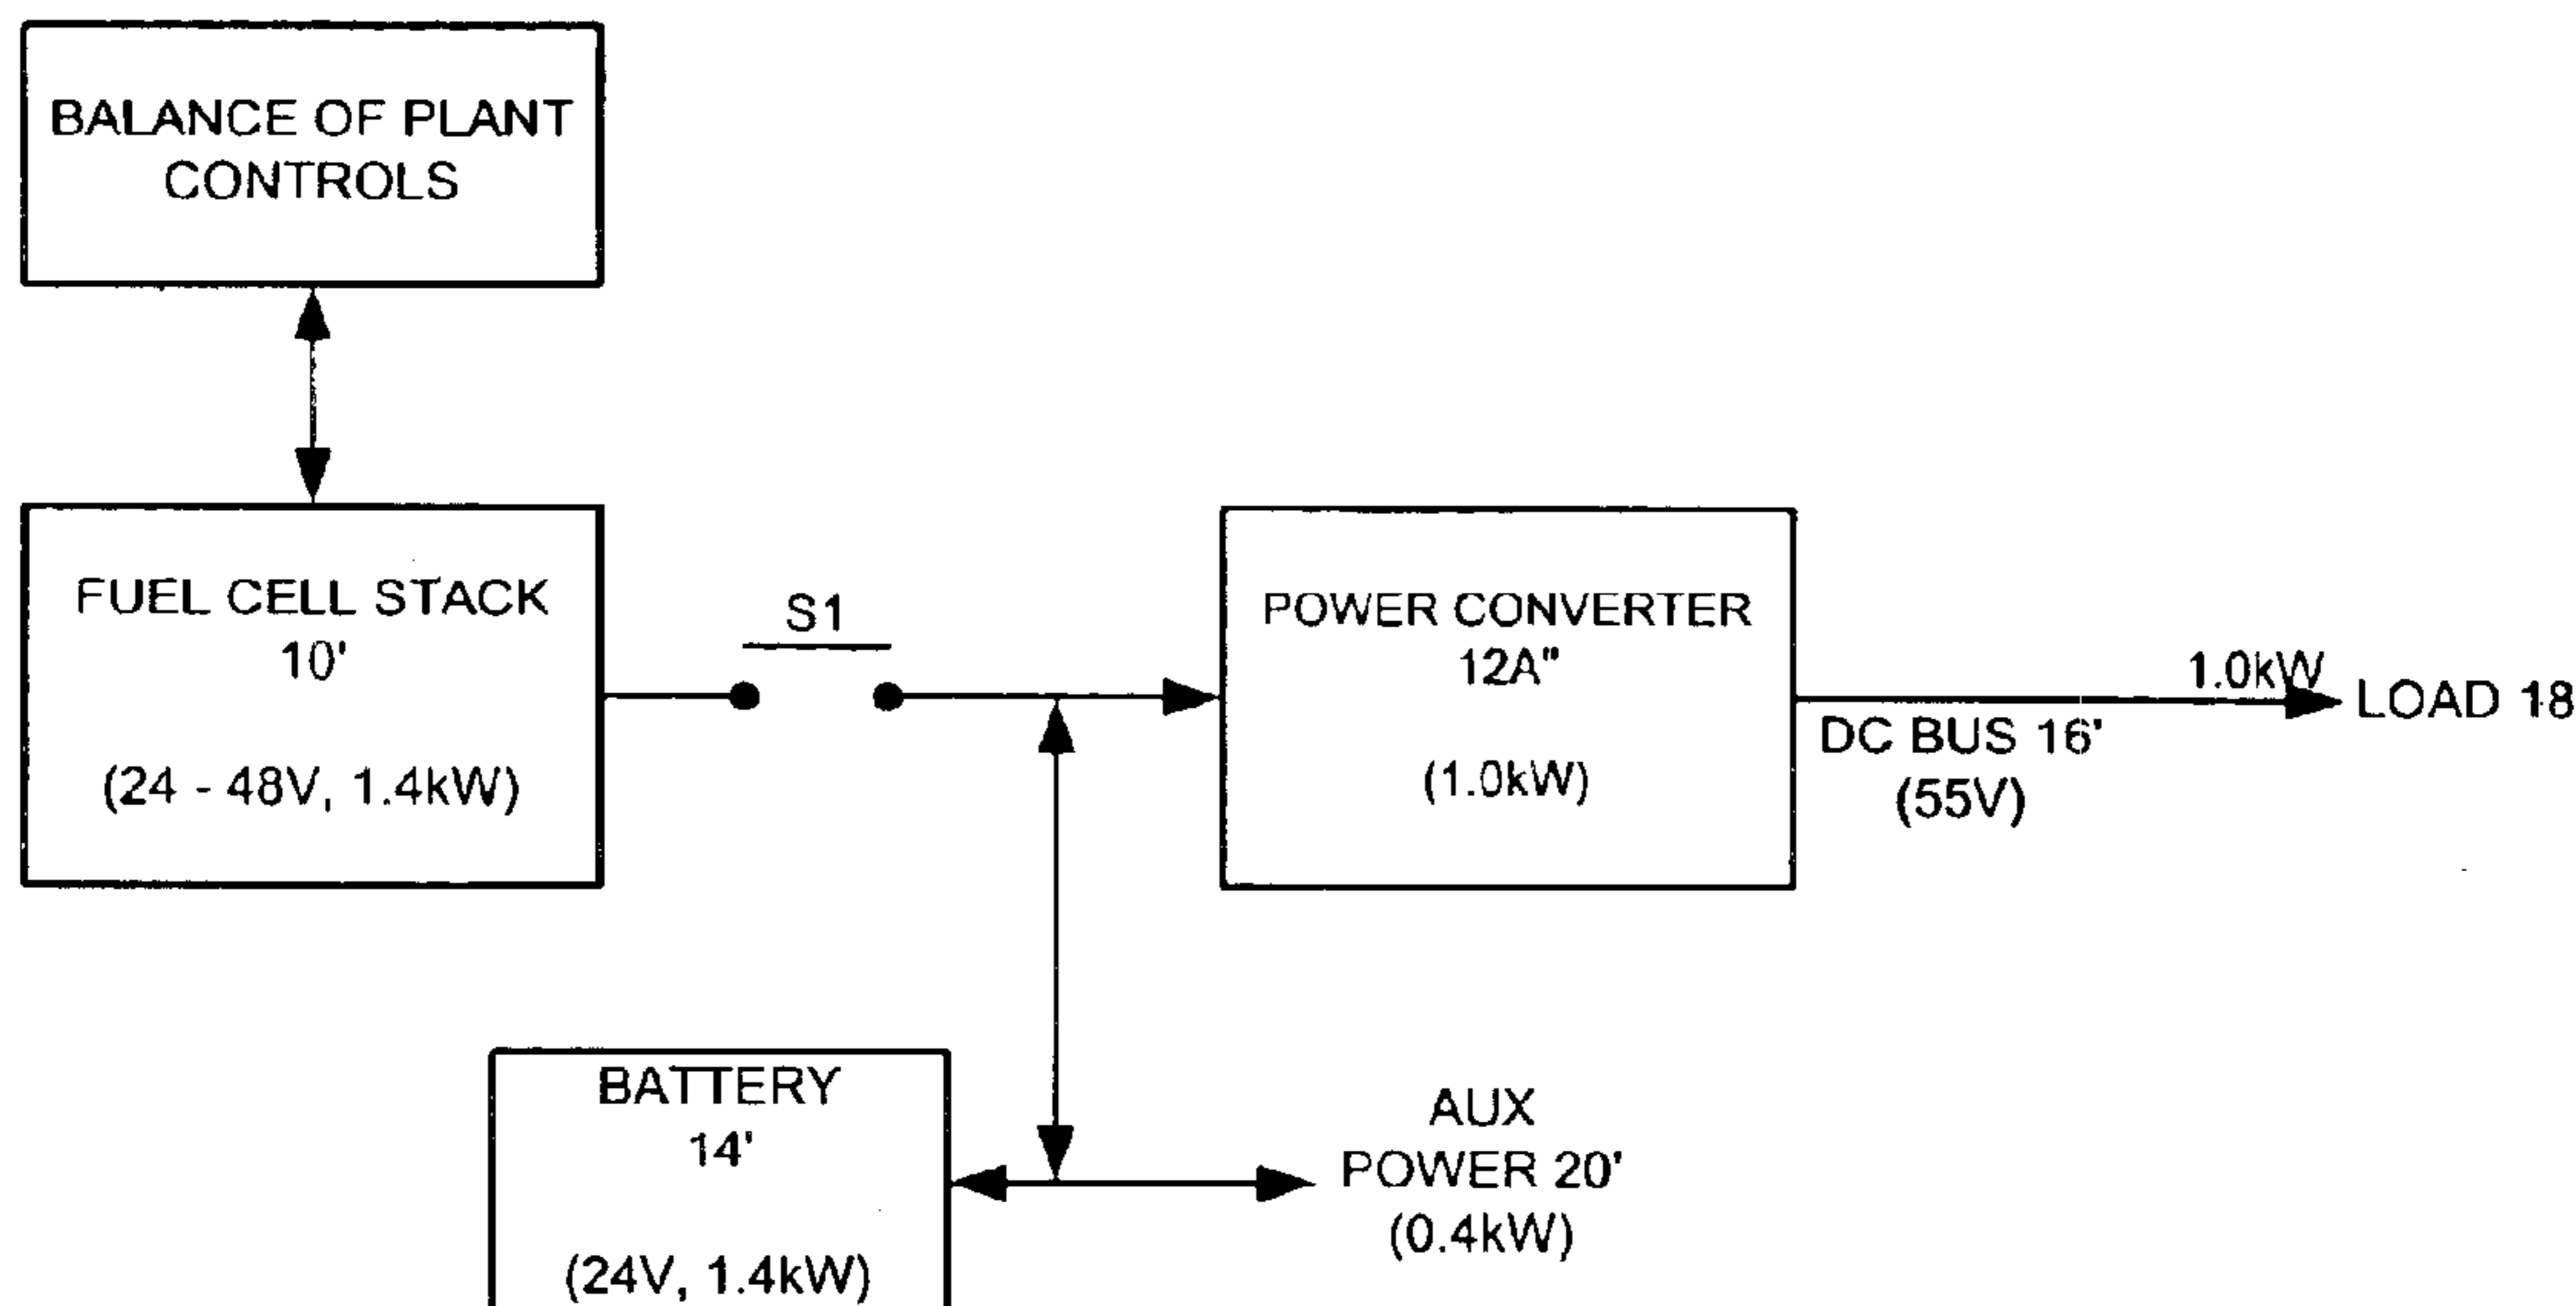 BALANCE OF PLANT
CONTROLS
FUEL CELL STACK
10'
(24 - 48V, 1.4kW)
S1
POWER CONVERTER
12A"
(1.0kW)
1.0kW
LOAD 18
DC BUS 16'
(55V)
BATTERY
14'
(24V, 1.4kW)
AUX
POWER 20'
(0.4kW)